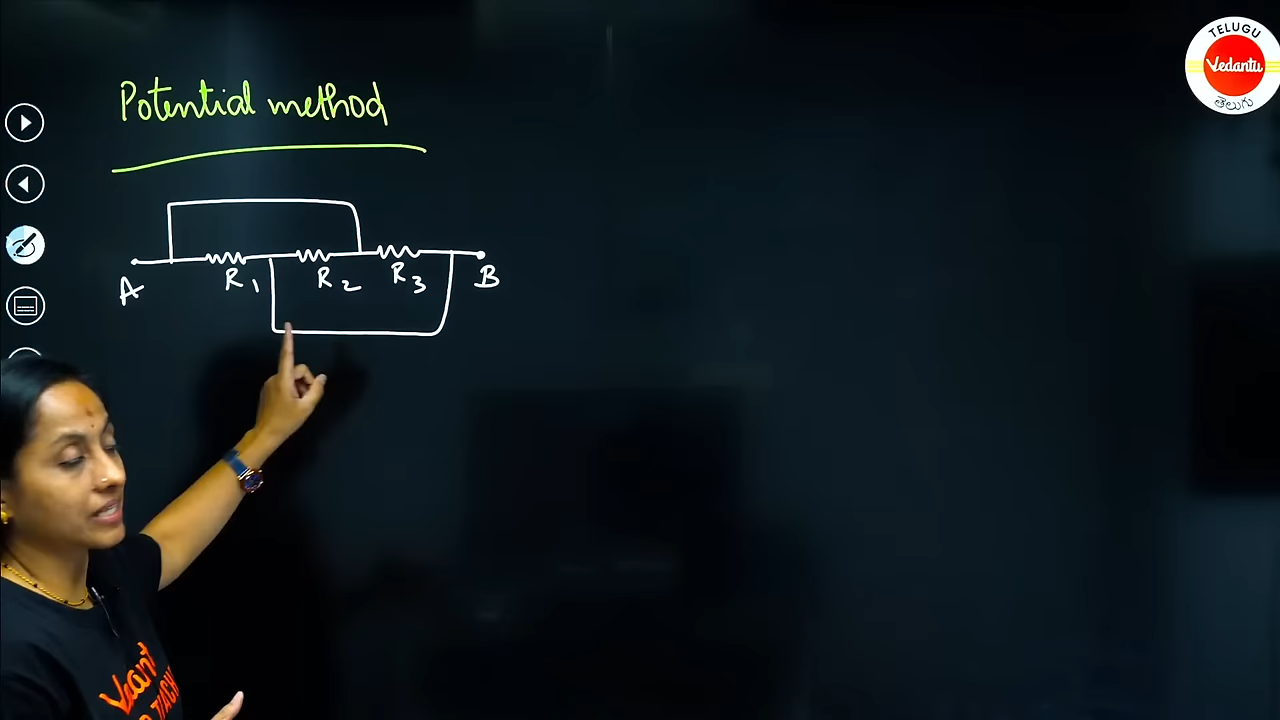 TELUGU
Vedantu
తెలుగు
Potential method
A
R1
R2
R3
B